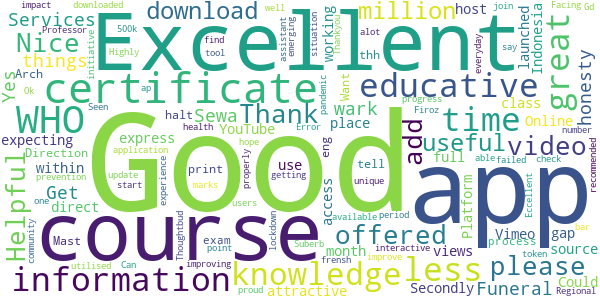 impact
Professor
500k
download
well
million
host
join
Facing
Gd
Services
Highly
find
tool
Thankyou
assistant
emerging
situation
working
Indonesia
launched
everyday
say
Nice
things
initiative
Excellent
alot
thh
honesty
Yes
Arch
Ok
ap
certificate
educative
great
Want
pandemic
Seen
halt
Sewa
Thank
wark
progress
Firoz
class
Online
WHO
health
YouTube
Error
place
time
number
expecting
express
hope
add
useful
video
recommended
Direction
application
Good
app
within
prevention
update
start
experience
print
properly
use
getting
tell
unique
eng
full
able
failed
check
Excellent
Helpful
Get
direct
marks
users
access
Platform
Vimeo
gap
one
community
course
Mast
Thoughtbud
exam
point
lockdown
available
period
offered
month
interactive
views
process
token
source
bar
utilised
Can
improving
Suberb
frensh
improve
Secondly
Could
Regional
information
proud
knowledge
attractive
less
please
Funeral